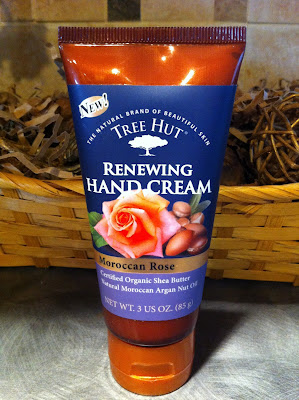 NEW!
THE NATURAL BRAND OF BEAUTIFUL SKIN
TREE HUT®
RENEWING
HAND CREAM
Moroccan Rose
Certified Organic Shea Butter
Natural Moroccan Argan Nut Oil
NET WT. 3 US OZ. (85 g)